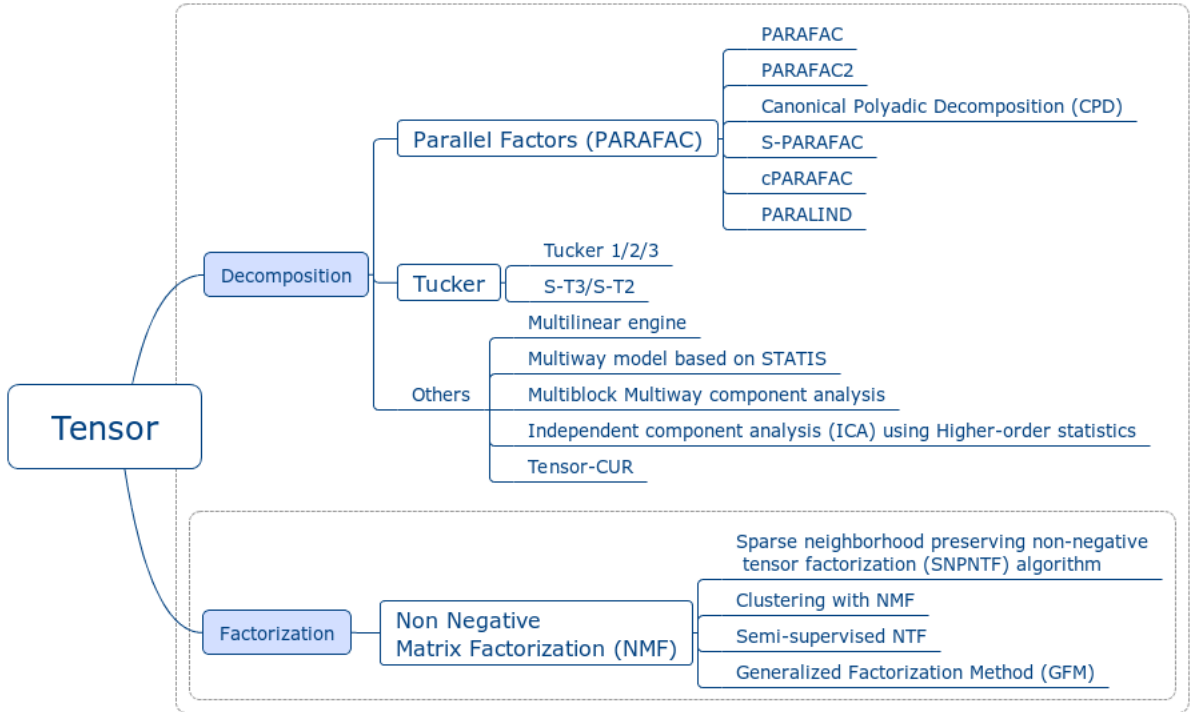 PARAFAC
PARAFAC2
Canonical Polyadic Decomposition (CPD)
Parallel Factors (PARAFAC)
S-PARAFAC
cPARAFAC
PARALIND
Tucker 1/2/3
Decomposition
Tucker
S-T3/S-T2
Multilinear engine
Multiway model based on STATIS
Others
Multiblock Multiway component analysis
Tensor
Independent component analysis (ICA) using Higher-order statistics
Tensor-CUR
Sparse neighborhood preserving non-negative
tensor factorization (SNPNTF) algorithm
Clustering with NMF
Factorization
Non Negative
Matrix Factorization (NMF)
Semi-supervised NTF
Generalized Factorization Method (GFM)